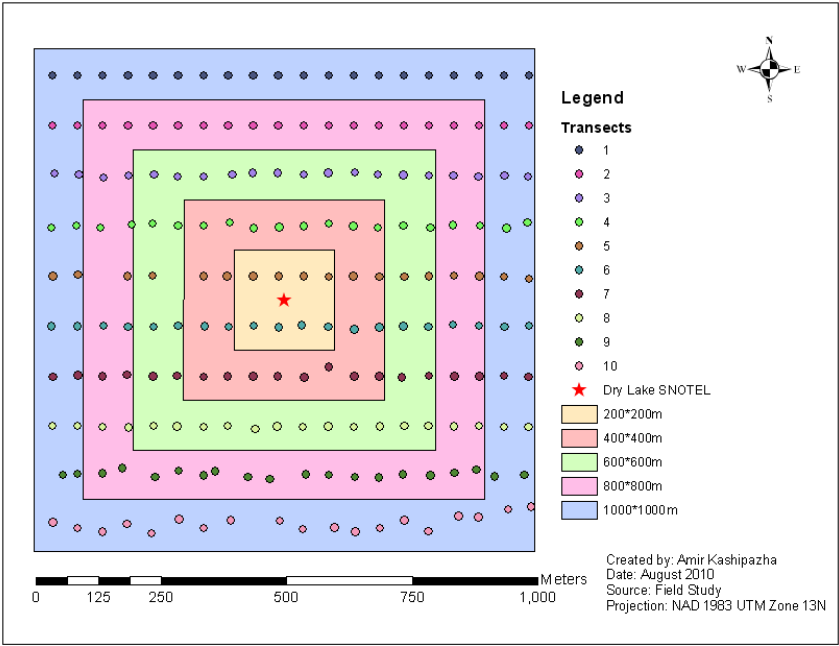 N
W E
S
Legend
Transects
1
2
3
4
5
6
7
8
9
10
Dry Lake SNOTEL
200*200m
400*400m
600*600m
800*800m
1000*1000m
Meters
0 125 250 500 750 1,000
Created by: Amir Kashipazha
Date: August 2010
Source: Field Study
Projection: NAD 1983 UTM Zone 13N